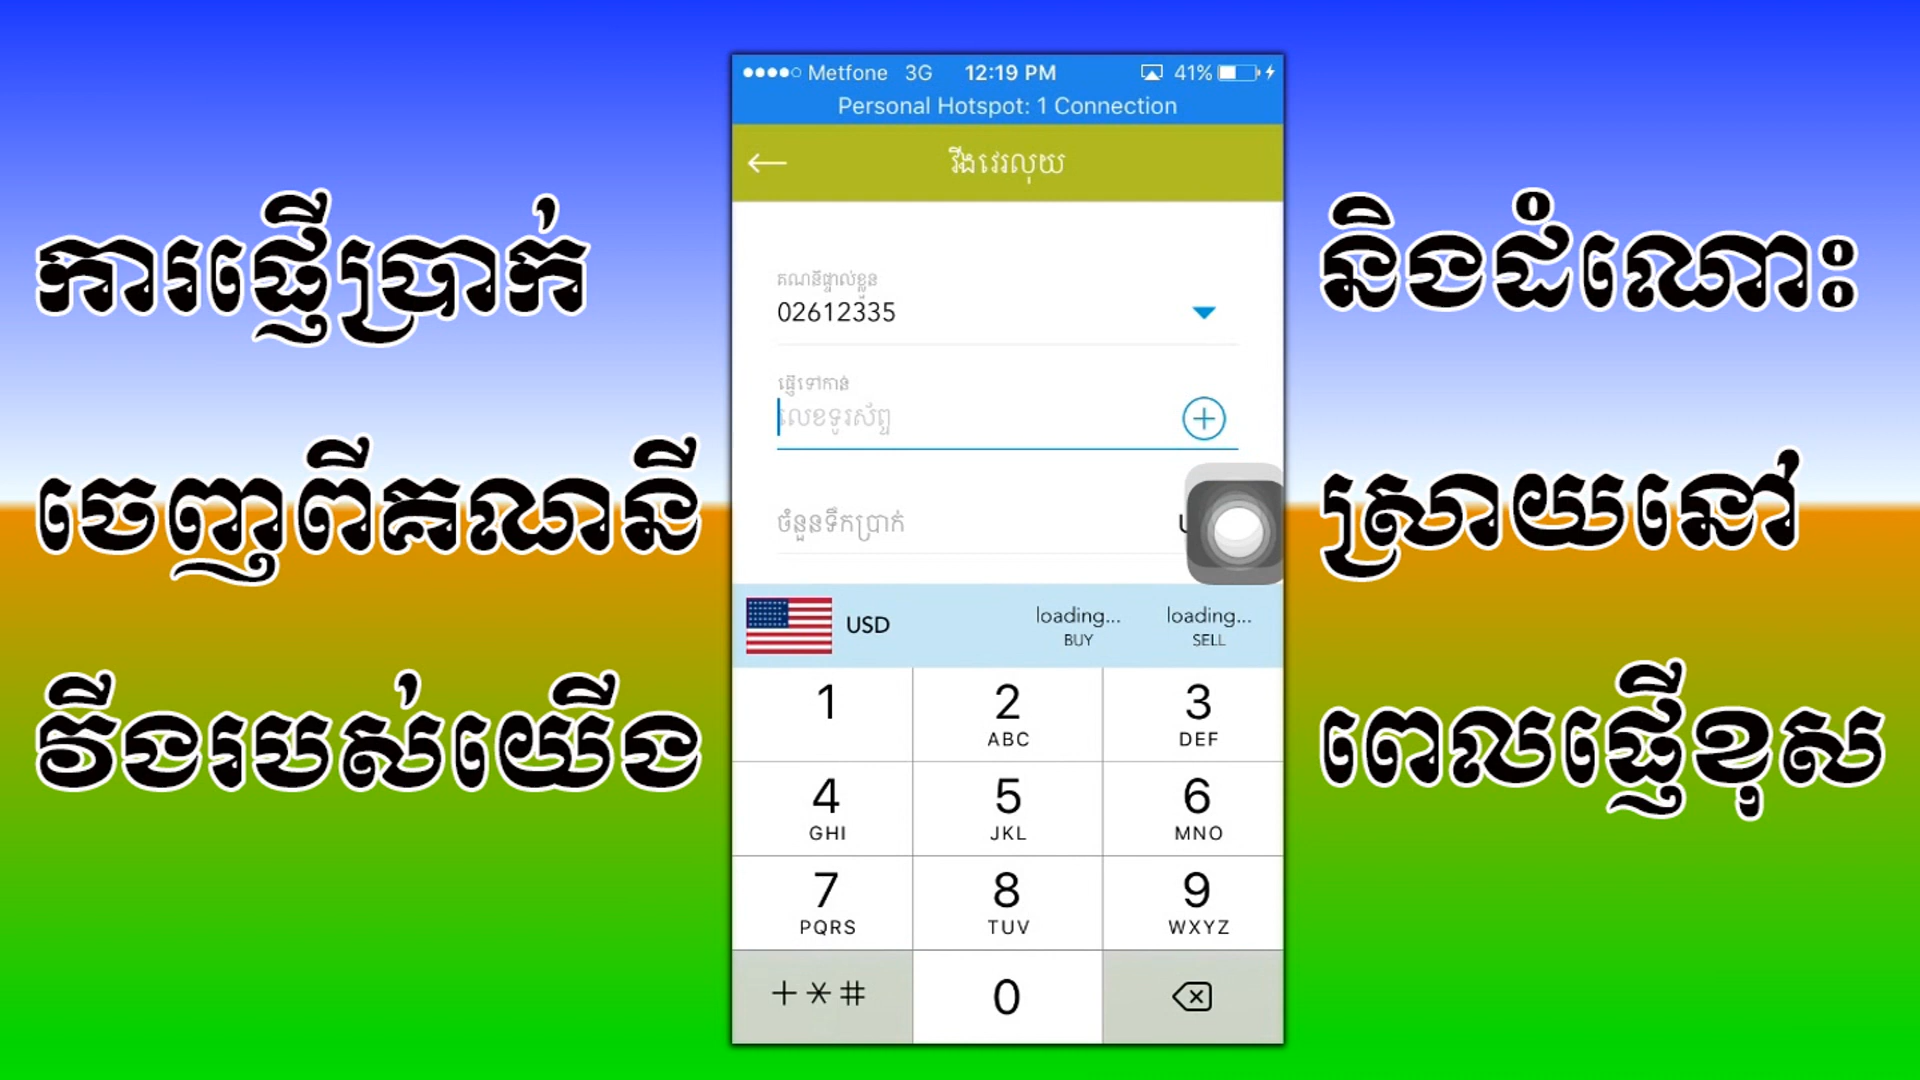 ការផ្ញើប្រាក់
ចេញពីគណនី
វីងរបស់យើង
Metfone 3G 12:19 PM 41%
Personal Hotspot: 1 Connection
វីងវេរលុយ
គណនីផ្ទាល់ខ្លួន
02612335
ផ្ញើទៅកាន់
លេខទូរស័ព្ទ
ចំនួនទឹកប្រាក់
USD loading... loading...
BUY SELL
1 2 3
ABC DEF
4 5 6
GHI JKL MNO
7 8 9
PQRS TUV WXYZ
+ * # 0
និងដំណោះ
ស្រាយនៅ
ពេលផ្ញើខុស